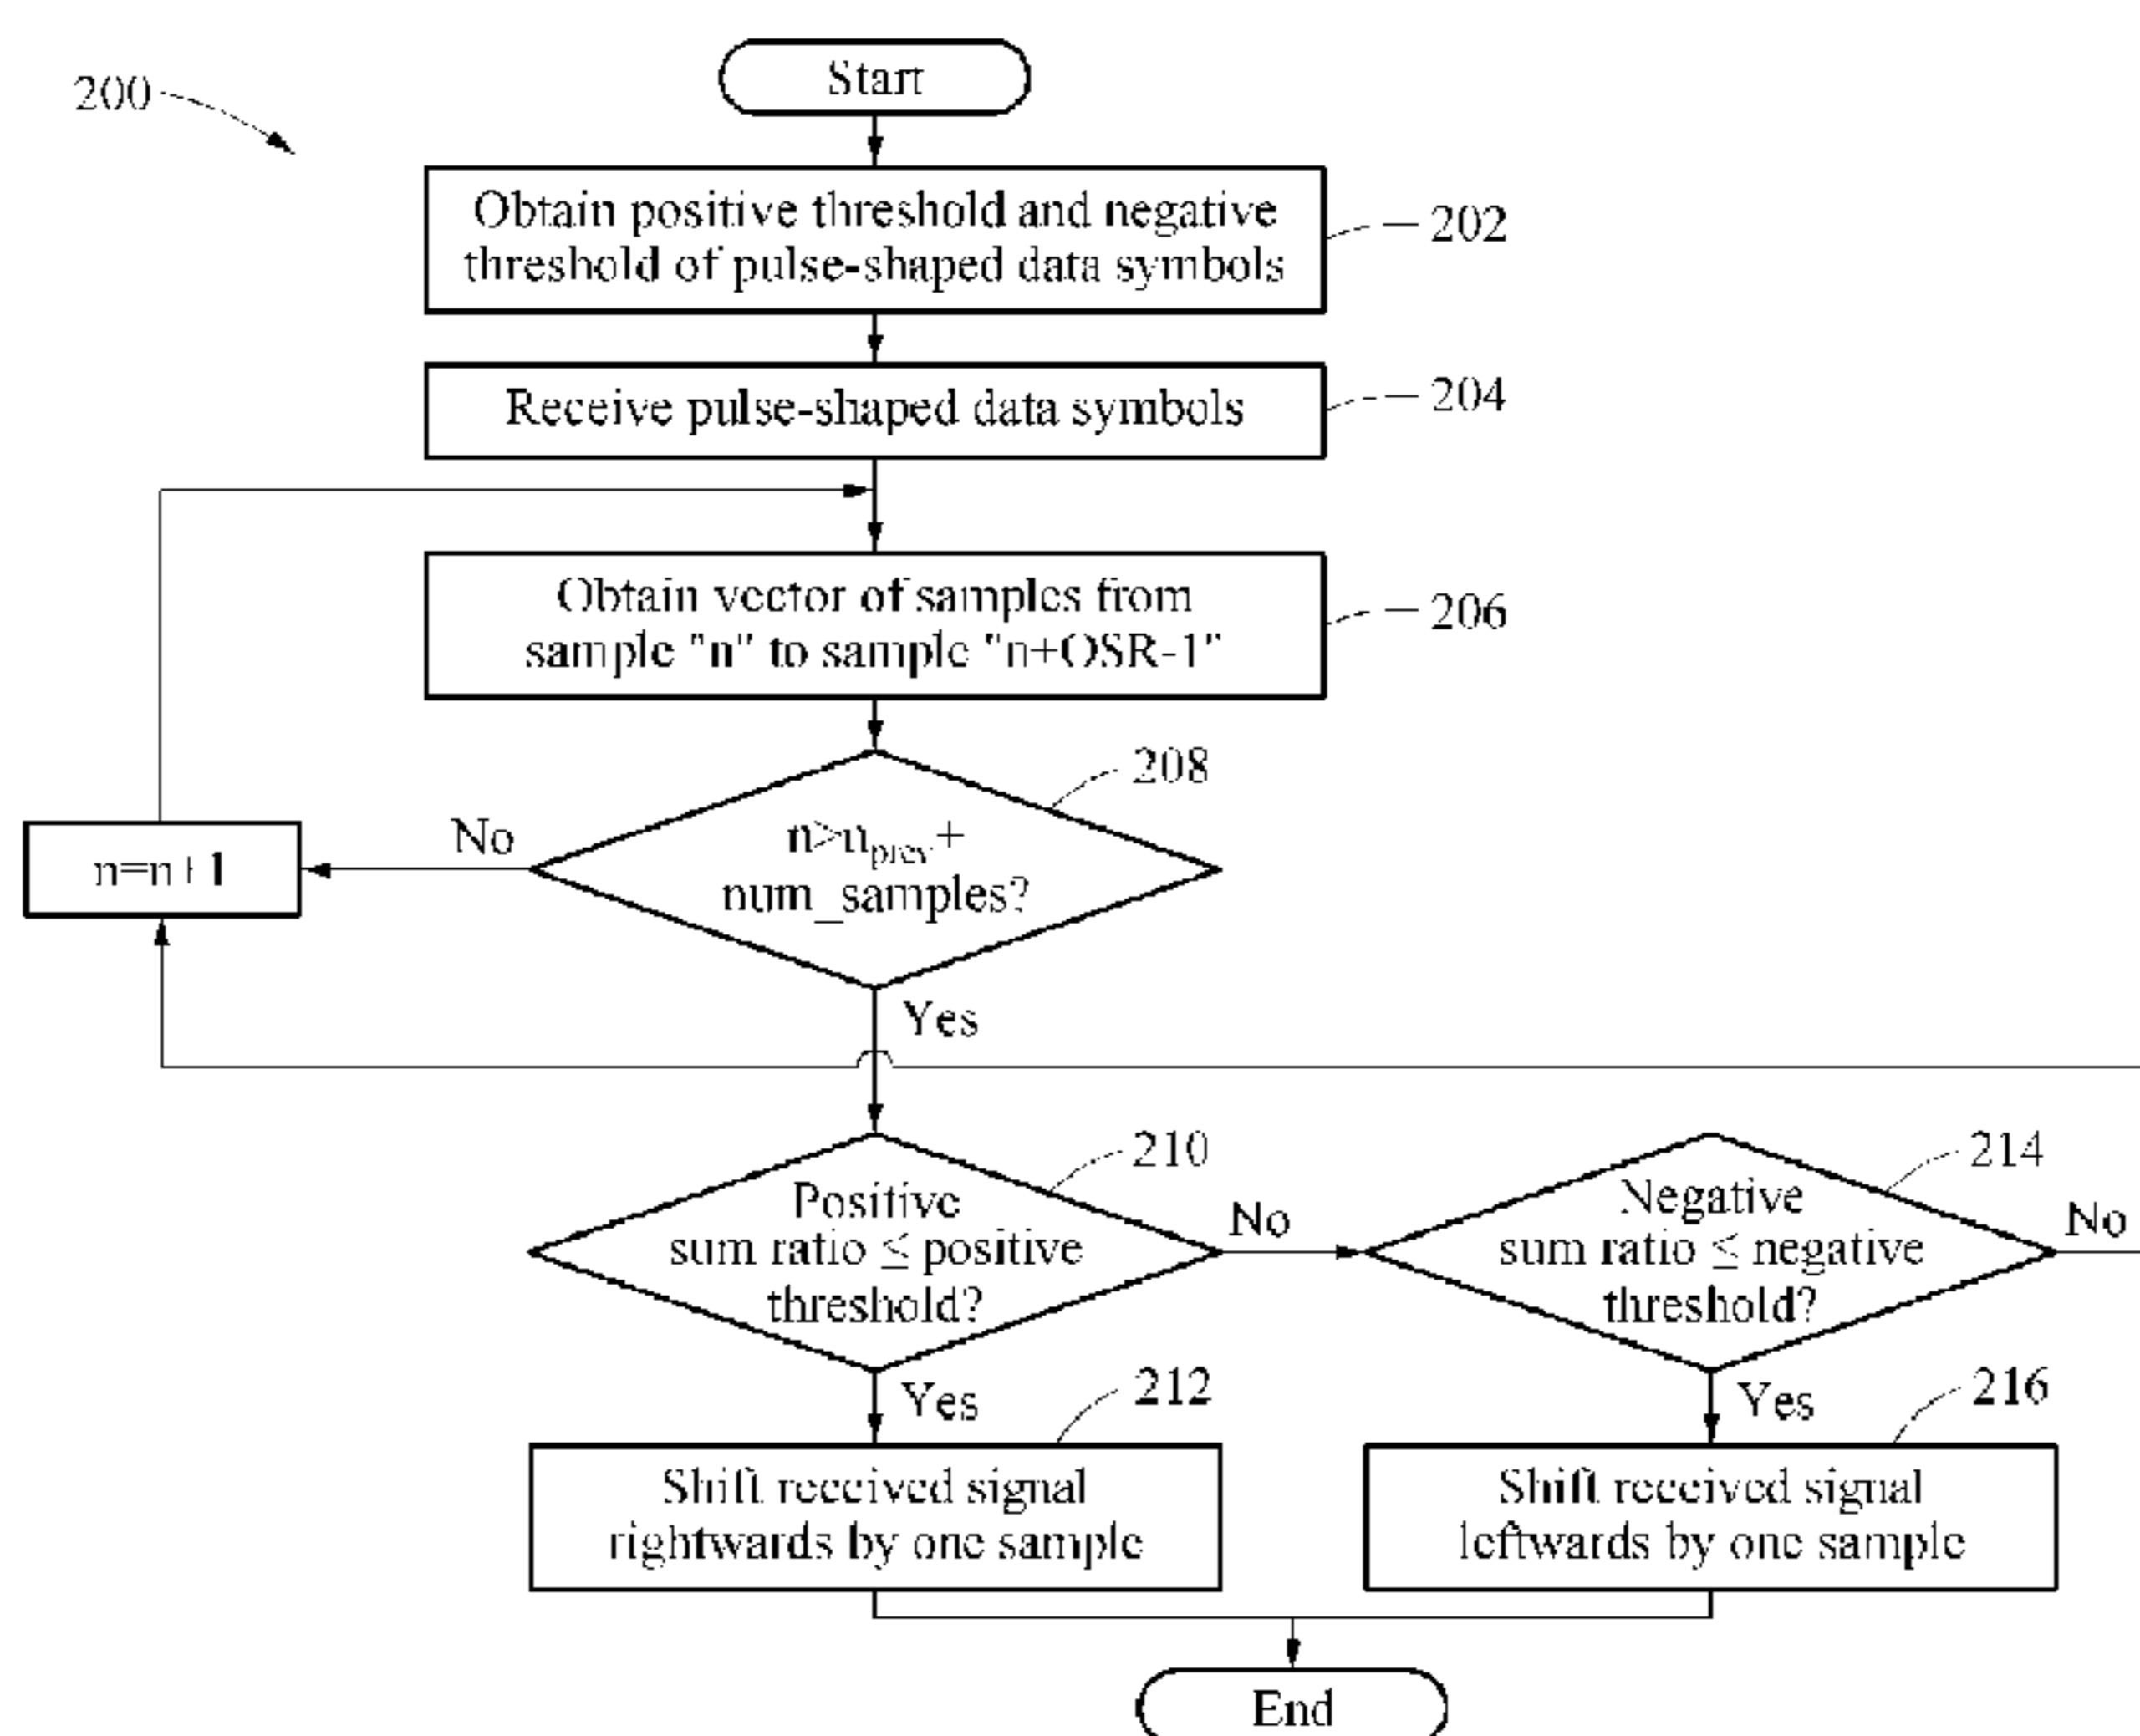 200
Start
Obtain positive threshold and negative
threshold of pulse-shaped data symbols
202
Receive pulse-shaped data symbols
204
Obtain vector of samples from
sample "n" to sample "n+OSR-1"
206
208
n>nprev+
num_samples?
No
n=n+1
Yes
210
Positive
sum ratio ≤ positive
threshold?
No
214
Negative
sum ratio ≤ negative
threshold?
No
Yes
212
Shift received signal
rightwards by one sample
Yes
216
Shift received signal
leftwards by one sample
End